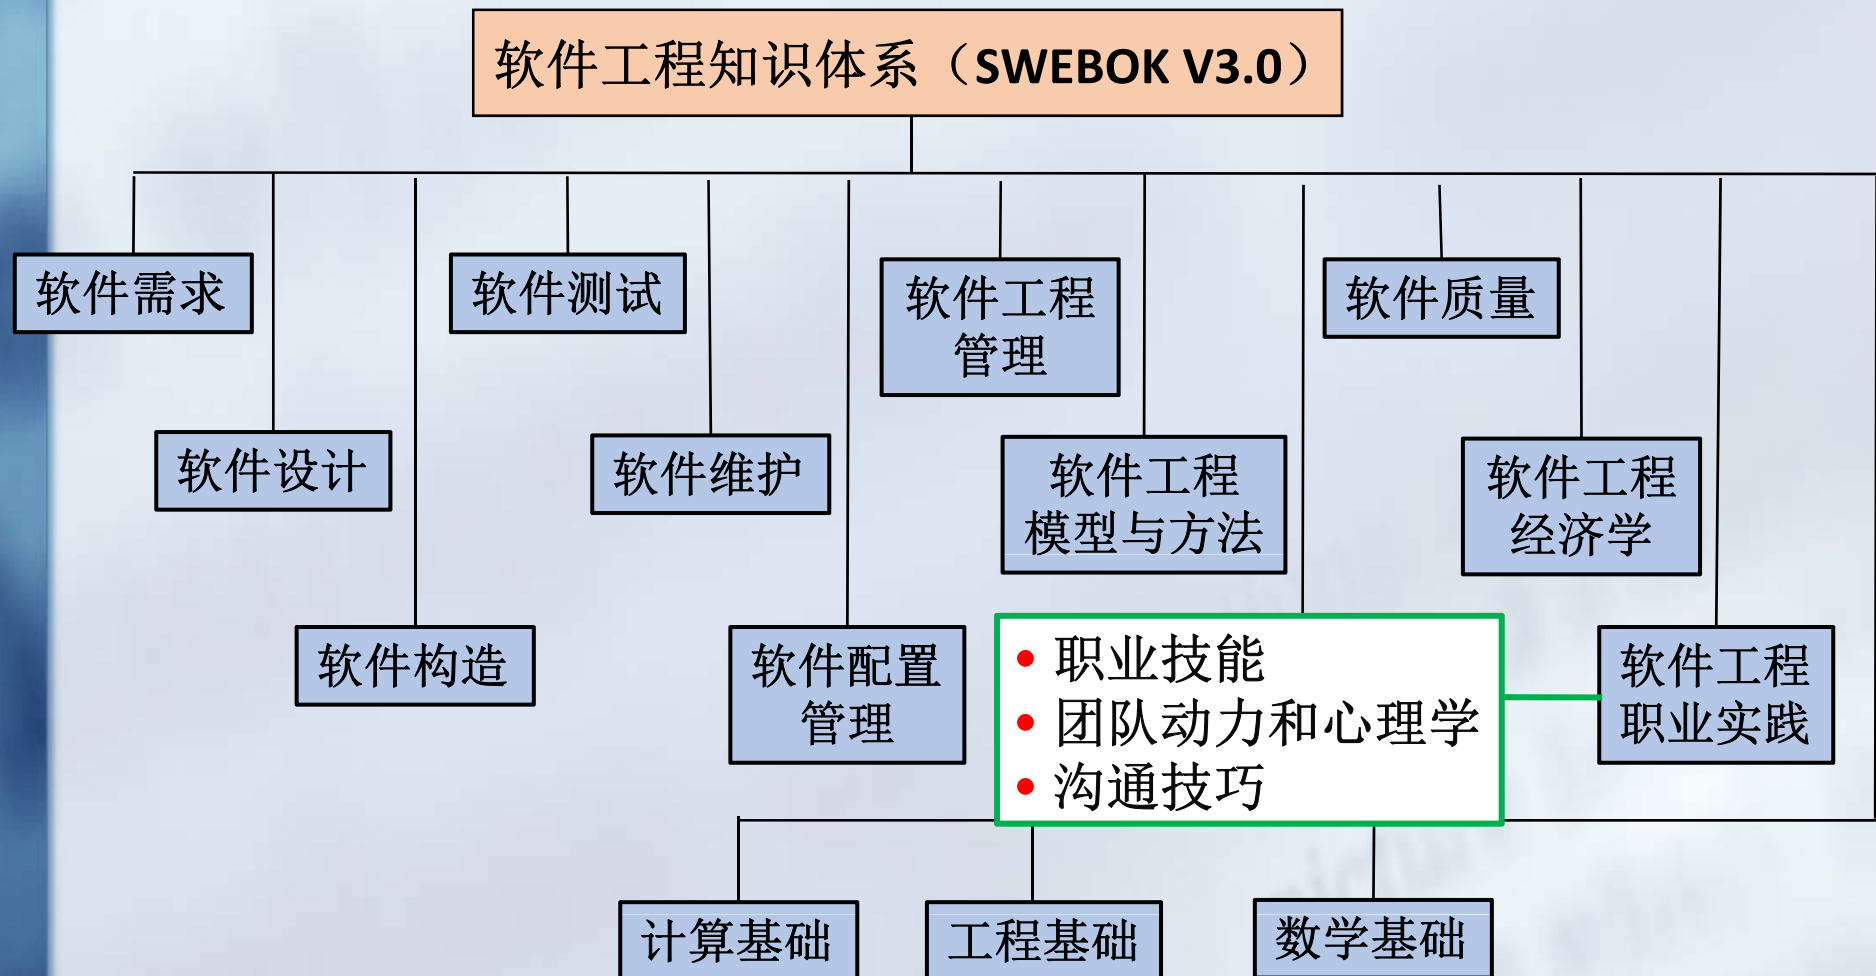 软件工程知识体系（SWEBOK V3.0）
软件需求
软件测试
软件工程
管理
软件质量
软件设计
软件维护
软件工程
模型与方法
软件工程
经济学
软件构造
软件配置
管理
• 职业技能
• 团队动力和心理学
• 沟通技巧
软件工程
职业实践
计算基础
工程基础
数学基础